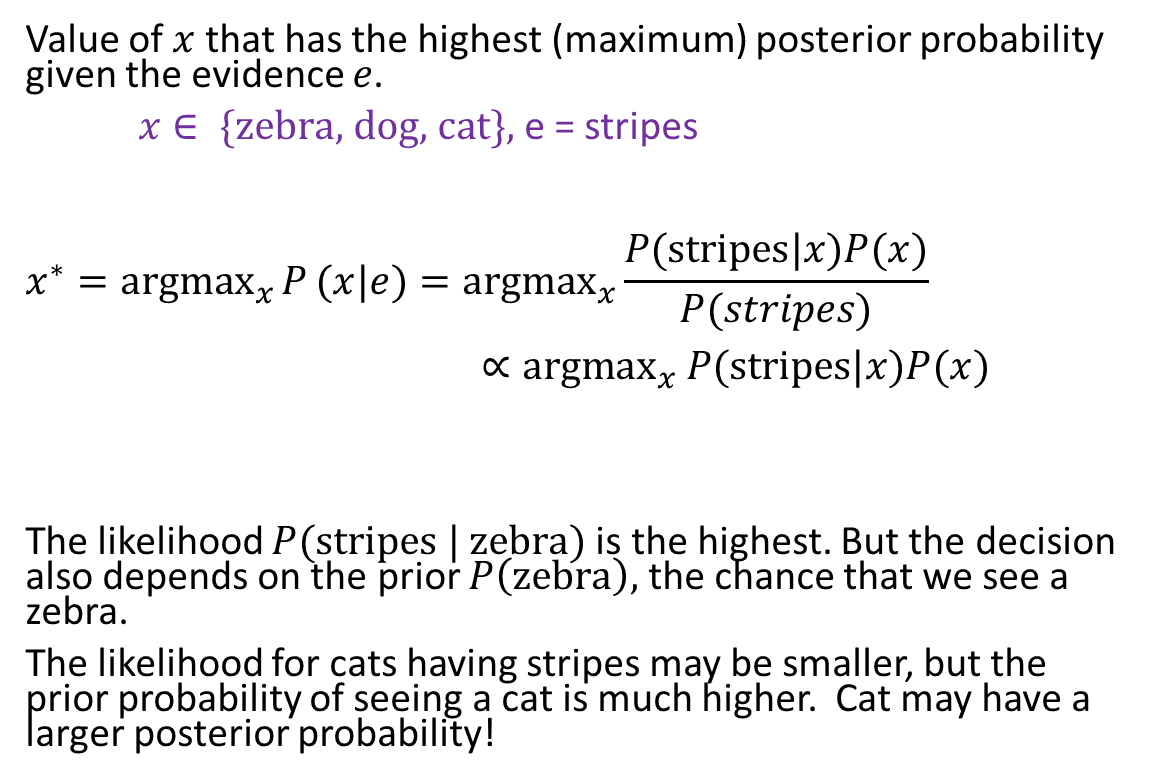 Value of x that has the highest (maximum) posterior probability
given the evidence e.
x ∈ {zebra, dog, cat}, e = stripes
x* = argmaxₓ P (x|e) = argmaxₓ P(stripes|x)P(x) / P(stripes)
∝ argmaxₓ P(stripes|x)P(x)
The likelihood P(stripes | zebra) is the highest. But the decision
also depends on the prior P(zebra), the chance that we see a
zebra.
The likelihood for cats having stripes may be smaller, but the
prior probability of seeing a cat is much higher. Cat may have a
larger posterior probability!